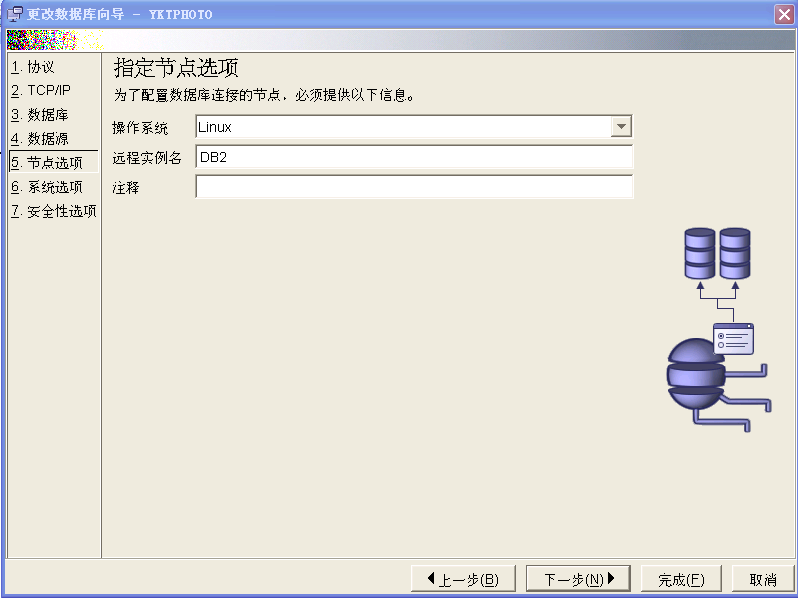 更改数据库向导 - YKTPHOTO
1. 协议
2. TCP/IP
3. 数据库
4. 数据源
5. 节点选项
6. 系统选项
7. 安全性选项
指定节点选项
为了配置数据库连接的节点，必须提供以下信息。
操作系统 Linux
远程实例名 DB2
注释
上一步(B) 下一步(N) 完成(F) 取消